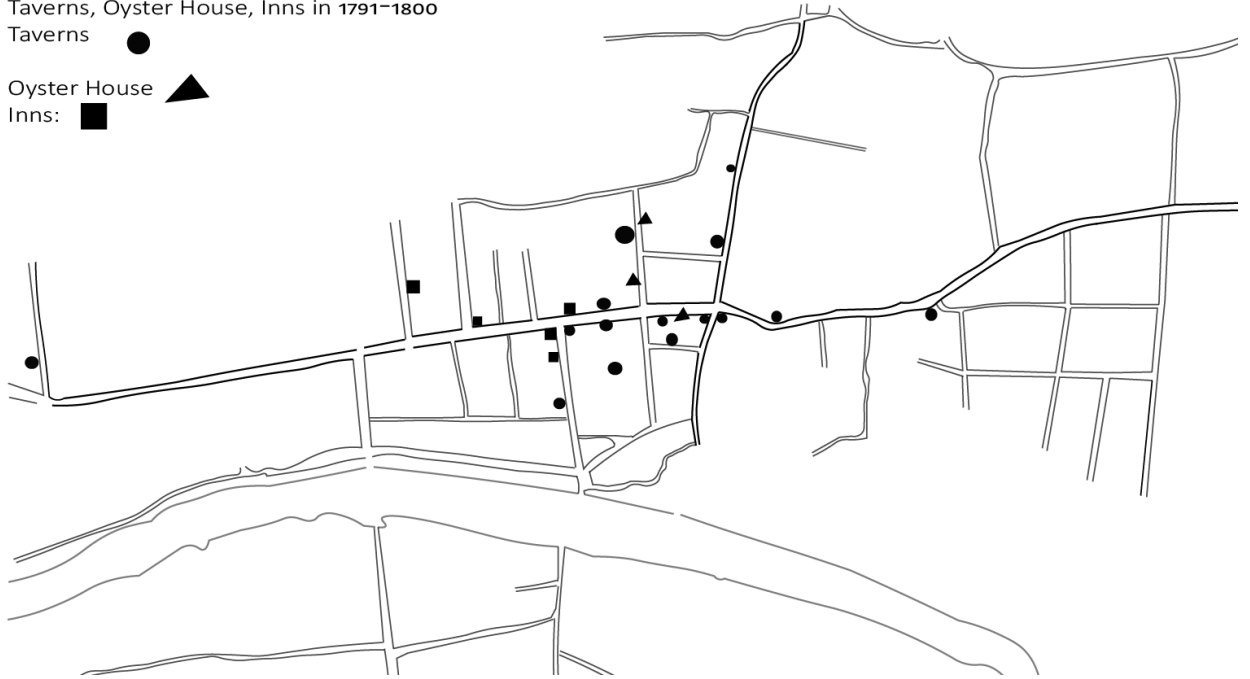 Taverns, Oyster House, Inns in 1791–1800
Taverns
Oyster House
Inns: